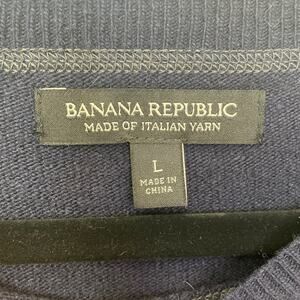 BANANA REPUBLIC
MADE OF ITALIAN YARN
L
MADE IN
CHINA